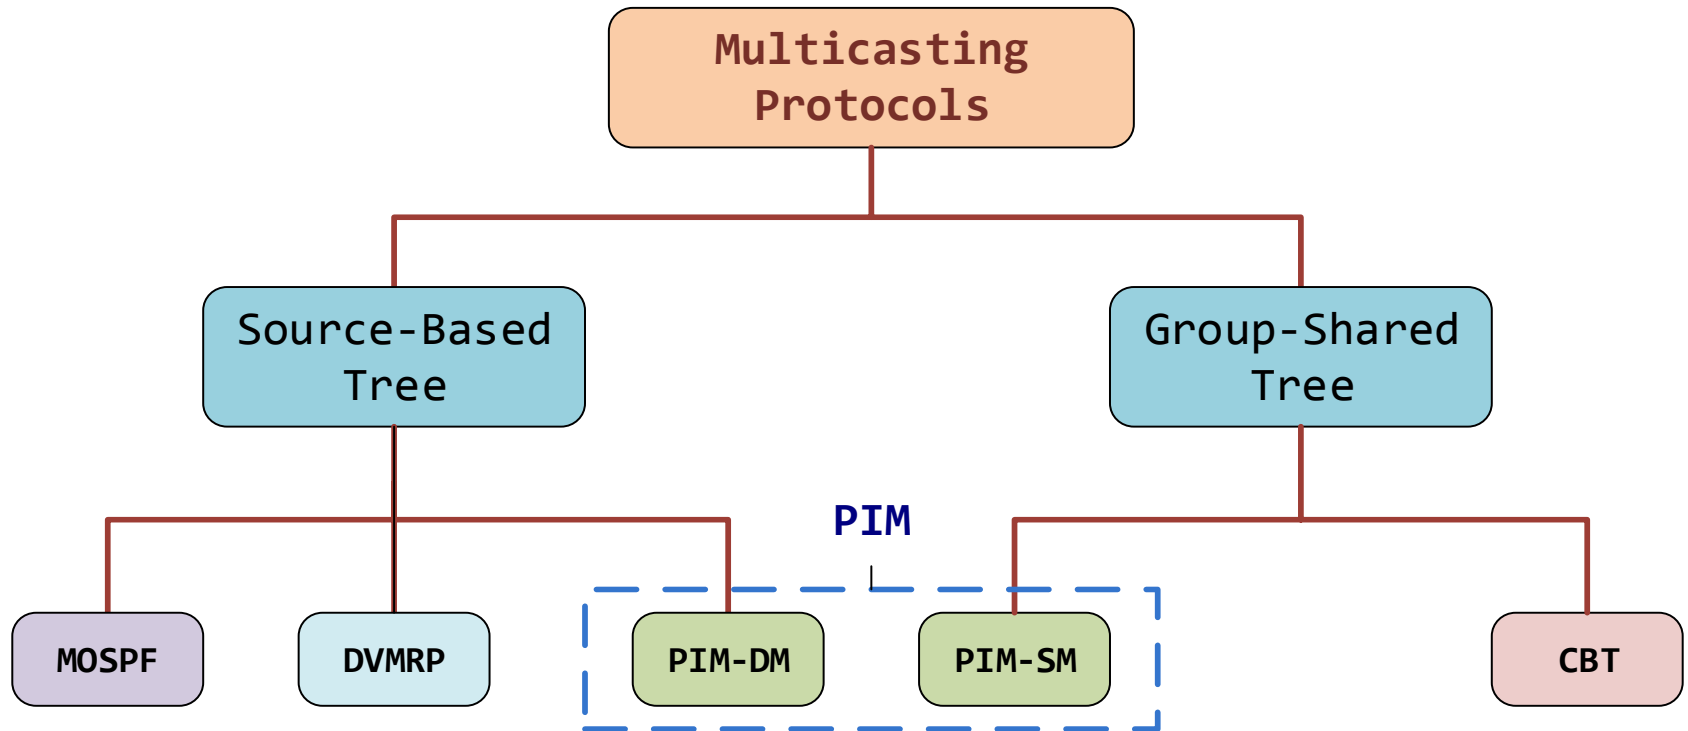 Multicasting
Protocols
Source-Based
Tree
Group-Shared
Tree
PIM
MOSPF
DVMRP
PIM-DM
PIM-SM
CBT